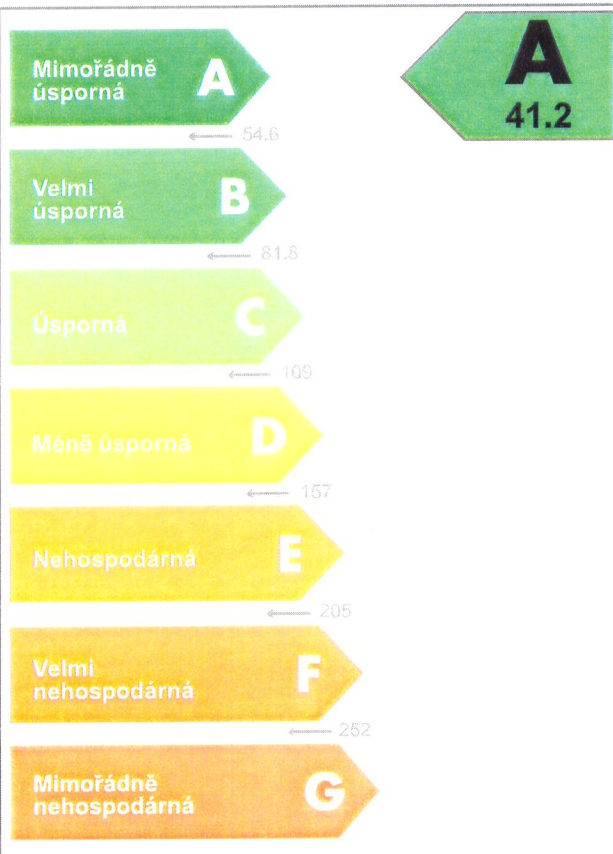 Mimořádně
úsporná
A
A
41.2
54.6
Velmi
úsporná
B
81.8
Úsporná
C
109
Méně úsporná
D
157
Nehospodárná
E
205
Velmi
nehospodárná
F
252
Mimořádně
nehospodárná
G